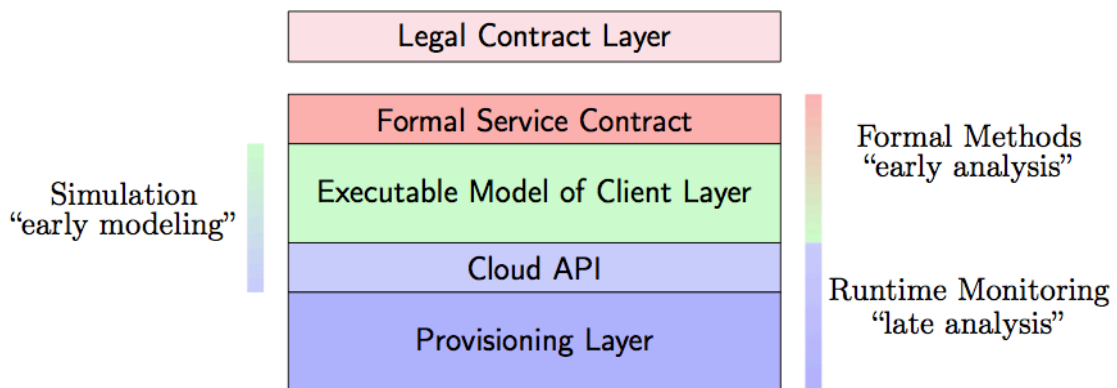 Legal Contract Layer
Formal Service Contract
Executable Model of Client Layer
Cloud API
Provisioning Layer
Simulation
“early modeling”
Formal Methods
“early analysis”
Runtime Monitoring
“late analysis”